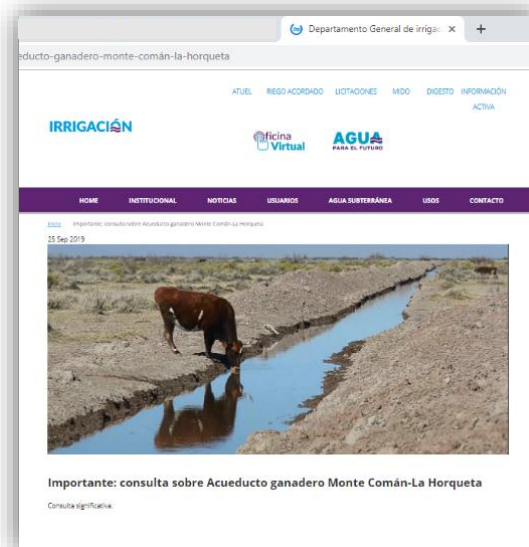 Departamento General de irrigac × +
educto-ganadero-monte-comán-la-horqueta
ATUEL RIEGO ACORDADO LICITACIONES MIDO DIGESTO INFORMACIÓN
ACTIVA
IRRIGACIÓN
Oficina
Virtual
AGUA
PARA EL FUTURO
HOME INSTITUCIONAL NOTICIAS USUARIOS AGUA SUBTERRÁNEA USOS CONTACTO
Inicio Importante: consulta sobre Acueducto ganadero Monte Comán-La Horqueta
25 Sep 2019
Importante: consulta sobre Acueducto ganadero Monte Comán-La Horqueta
Consulta significativa.